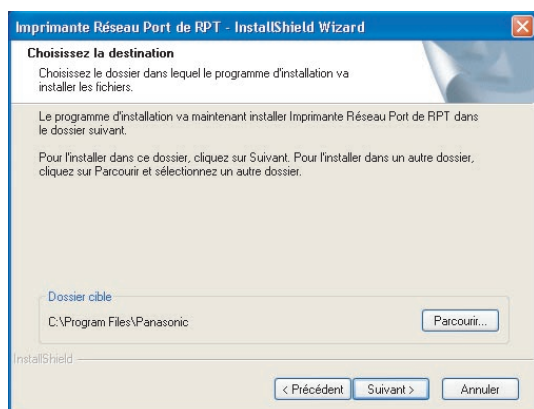 Imprimante Réseau Port de RPT - InstallShield Wizard
Choisissez la destination
Choisissez le dossier dans lequel le programme d'installation va
installer les fichiers.
Le programme d'installation va maintenant installer Imprimante Réseau Port de RPT dans
le dossier suivant.
Pour l'installer dans ce dossier, cliquez sur Suivant. Pour l'installer dans un autre dossier,
cliquez sur Parcourir et sélectionnez un autre dossier.
Dossier cible
C:\Program Files\Panasonic
Parcourir...
InstallShield
< Précédent Suivant > Annuler